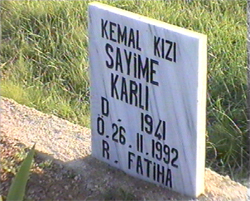 KEMAL KIZI
SAYİME
KARLI
D - 1941
Ö.26.11.1992
R - FATİHA